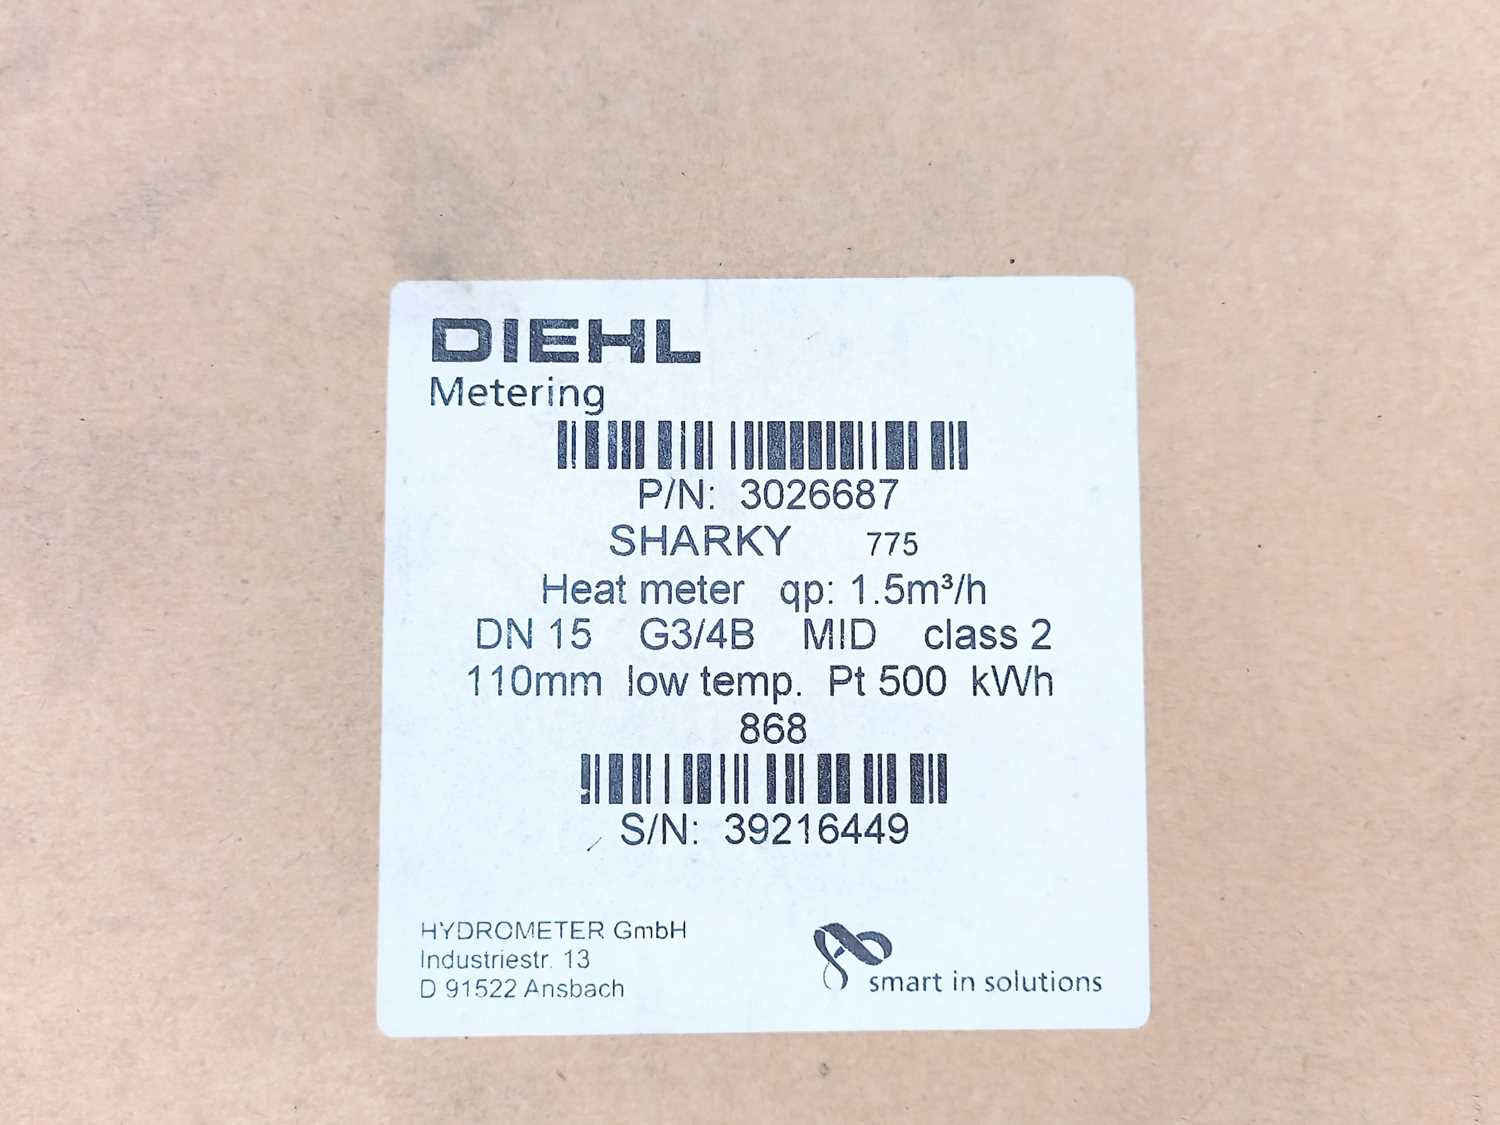 DIEHL
Metering
P/N: 3026687
SHARKY 775
Heat meter qp: 1.5m³/h
DN 15 G3/4B MID class 2
110mm low temp. Pt 500 kWh
868
S/N: 39216449
HYDROMETER GmbH
Industriestr. 13
D 91522 Ansbach
smart in solutions